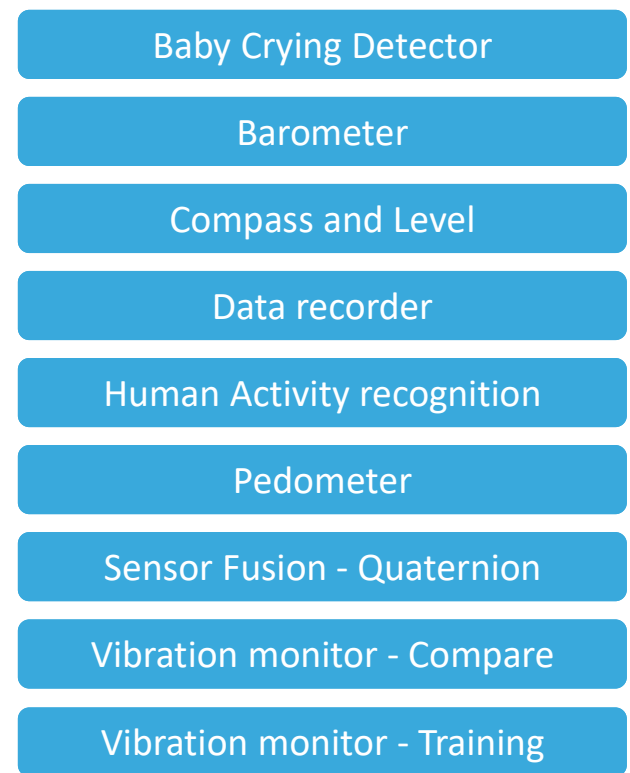 Baby Crying Detector
Barometer
Compass and Level
Data recorder
Human Activity recognition
Pedometer
Sensor Fusion - Quaternion
Vibration monitor - Compare
Vibration monitor - Training